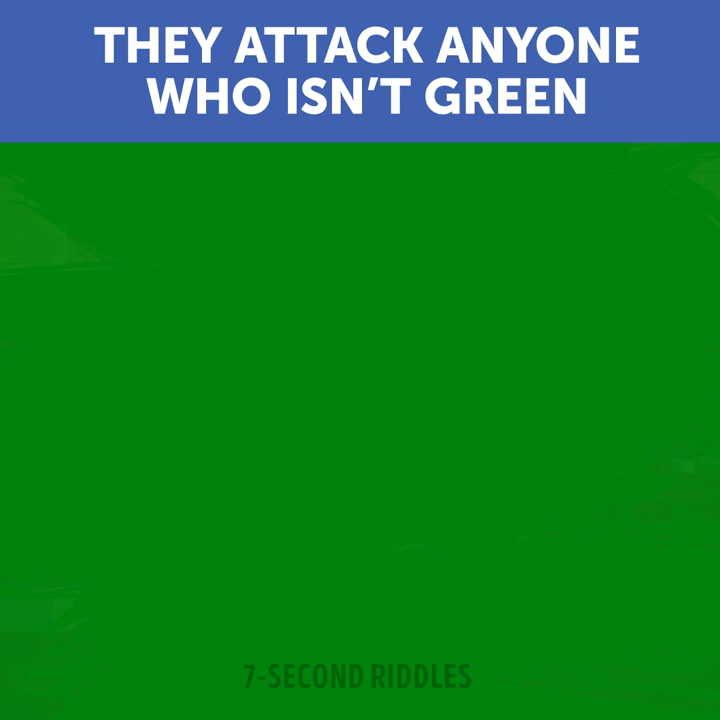 THEY ATTACK ANYONE
WHO ISN’T GREEN
7-SECOND RIDDLES